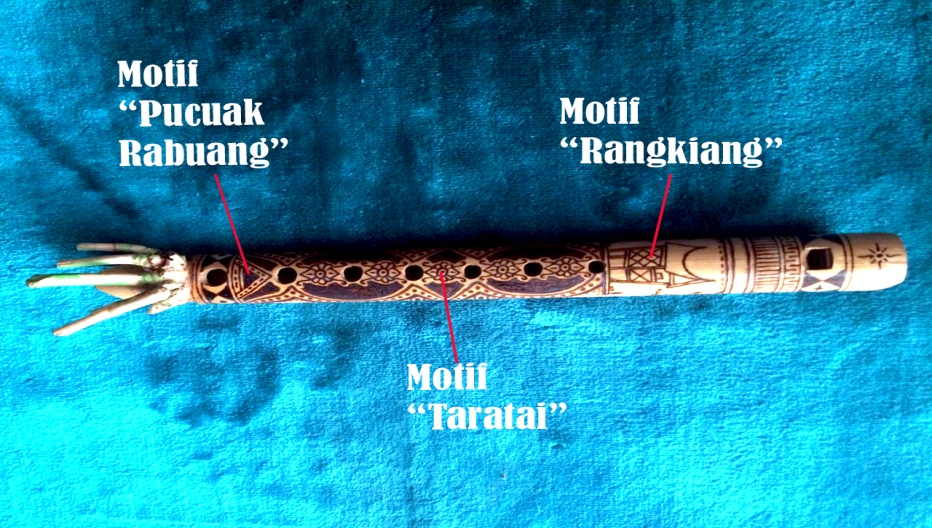 Motif
“Pucuak
Rabuang”
Motif
“Rangkiang”
Motif
“Taratai”